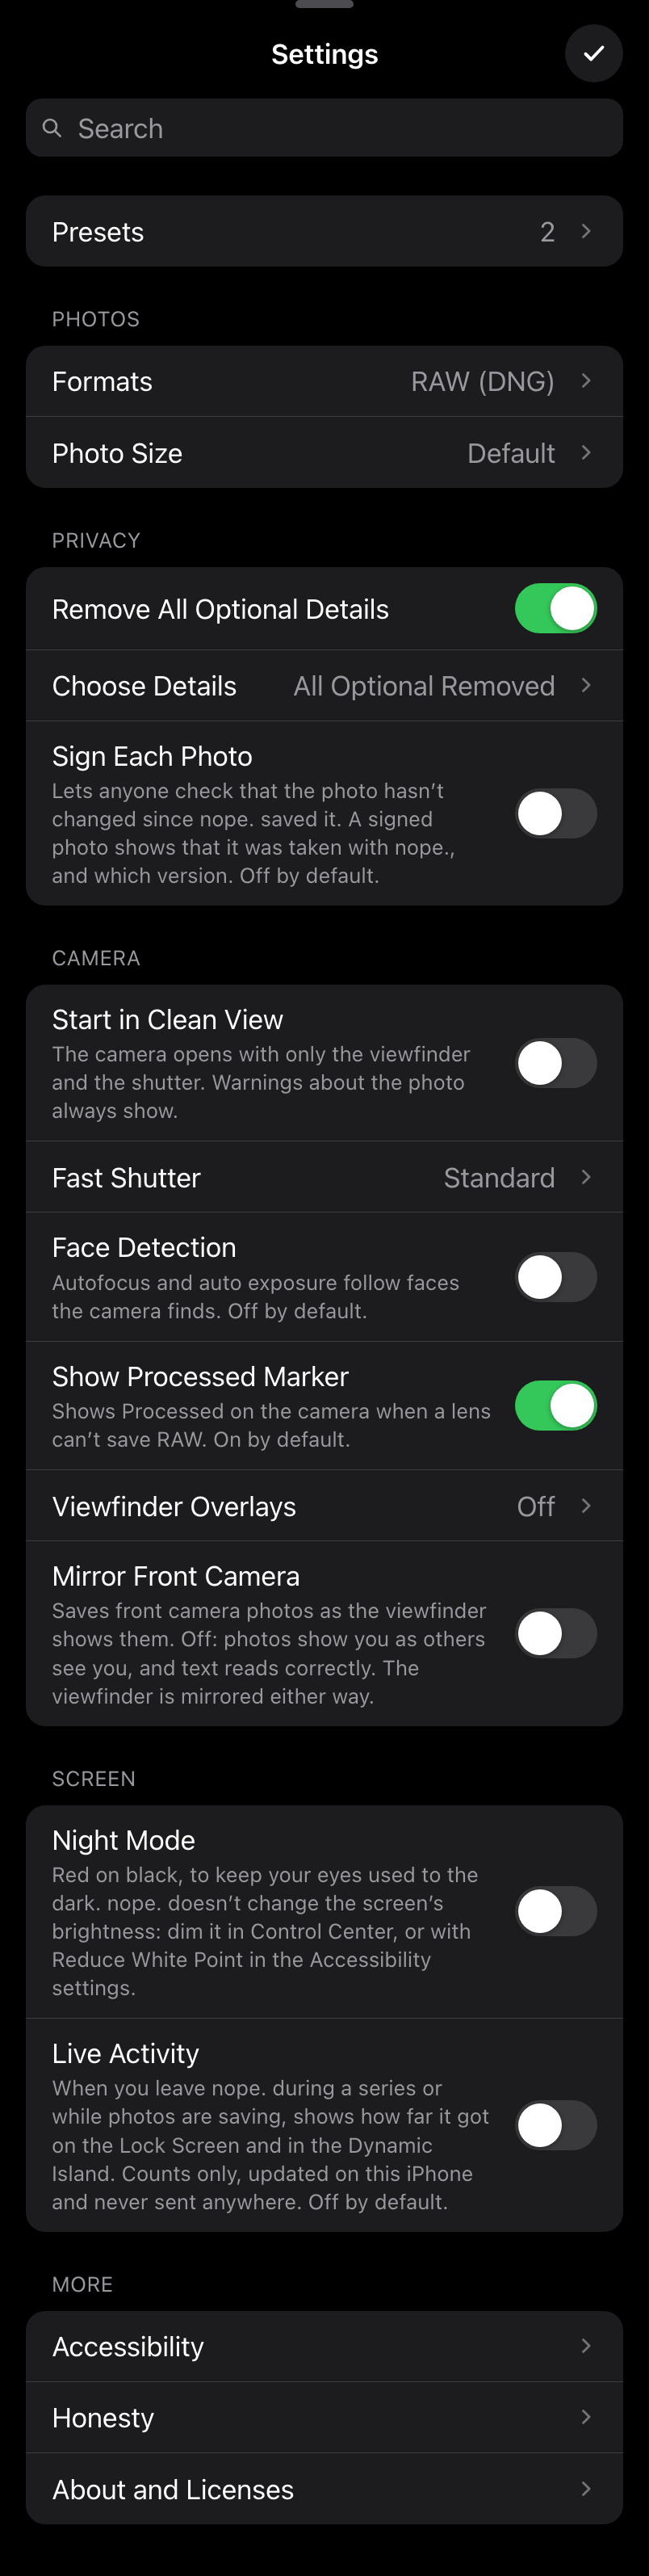 Settings
Search
Presets 2
PHOTOS
Formats RAW (DNG)
Photo Size Default
PRIVACY
Remove All Optional Details
Choose Details All Optional Removed
Sign Each Photo
Lets anyone check that the photo hasn’t
changed since nope. saved it. A signed
photo shows that it was taken with nope.,
and which version. Off by default.
CAMERA
Start in Clean View
The camera opens with only the viewfinder
and the shutter. Warnings about the photo
always show.
Fast Shutter Standard
Face Detection
Autofocus and auto exposure follow faces
the camera finds. Off by default.
Show Processed Marker
Shows Processed on the camera when a lens
can’t save RAW. On by default.
Viewfinder Overlays Off
Mirror Front Camera
Saves front camera photos as the viewfinder
shows them. Off: photos show you as others
see you, and text reads correctly. The
viewfinder is mirrored either way.
SCREEN
Night Mode
Red on black, to keep your eyes used to the
dark. nope. doesn’t change the screen’s
brightness: dim it in Control Center, or with
Reduce White Point in the Accessibility
settings.
Live Activity
When you leave nope. during a series or
while photos are saving, shows how far it got
on the Lock Screen and in the Dynamic
Island. Counts only, updated on this iPhone
and never sent anywhere. Off by default.
MORE
Accessibility
Honesty
About and Licenses